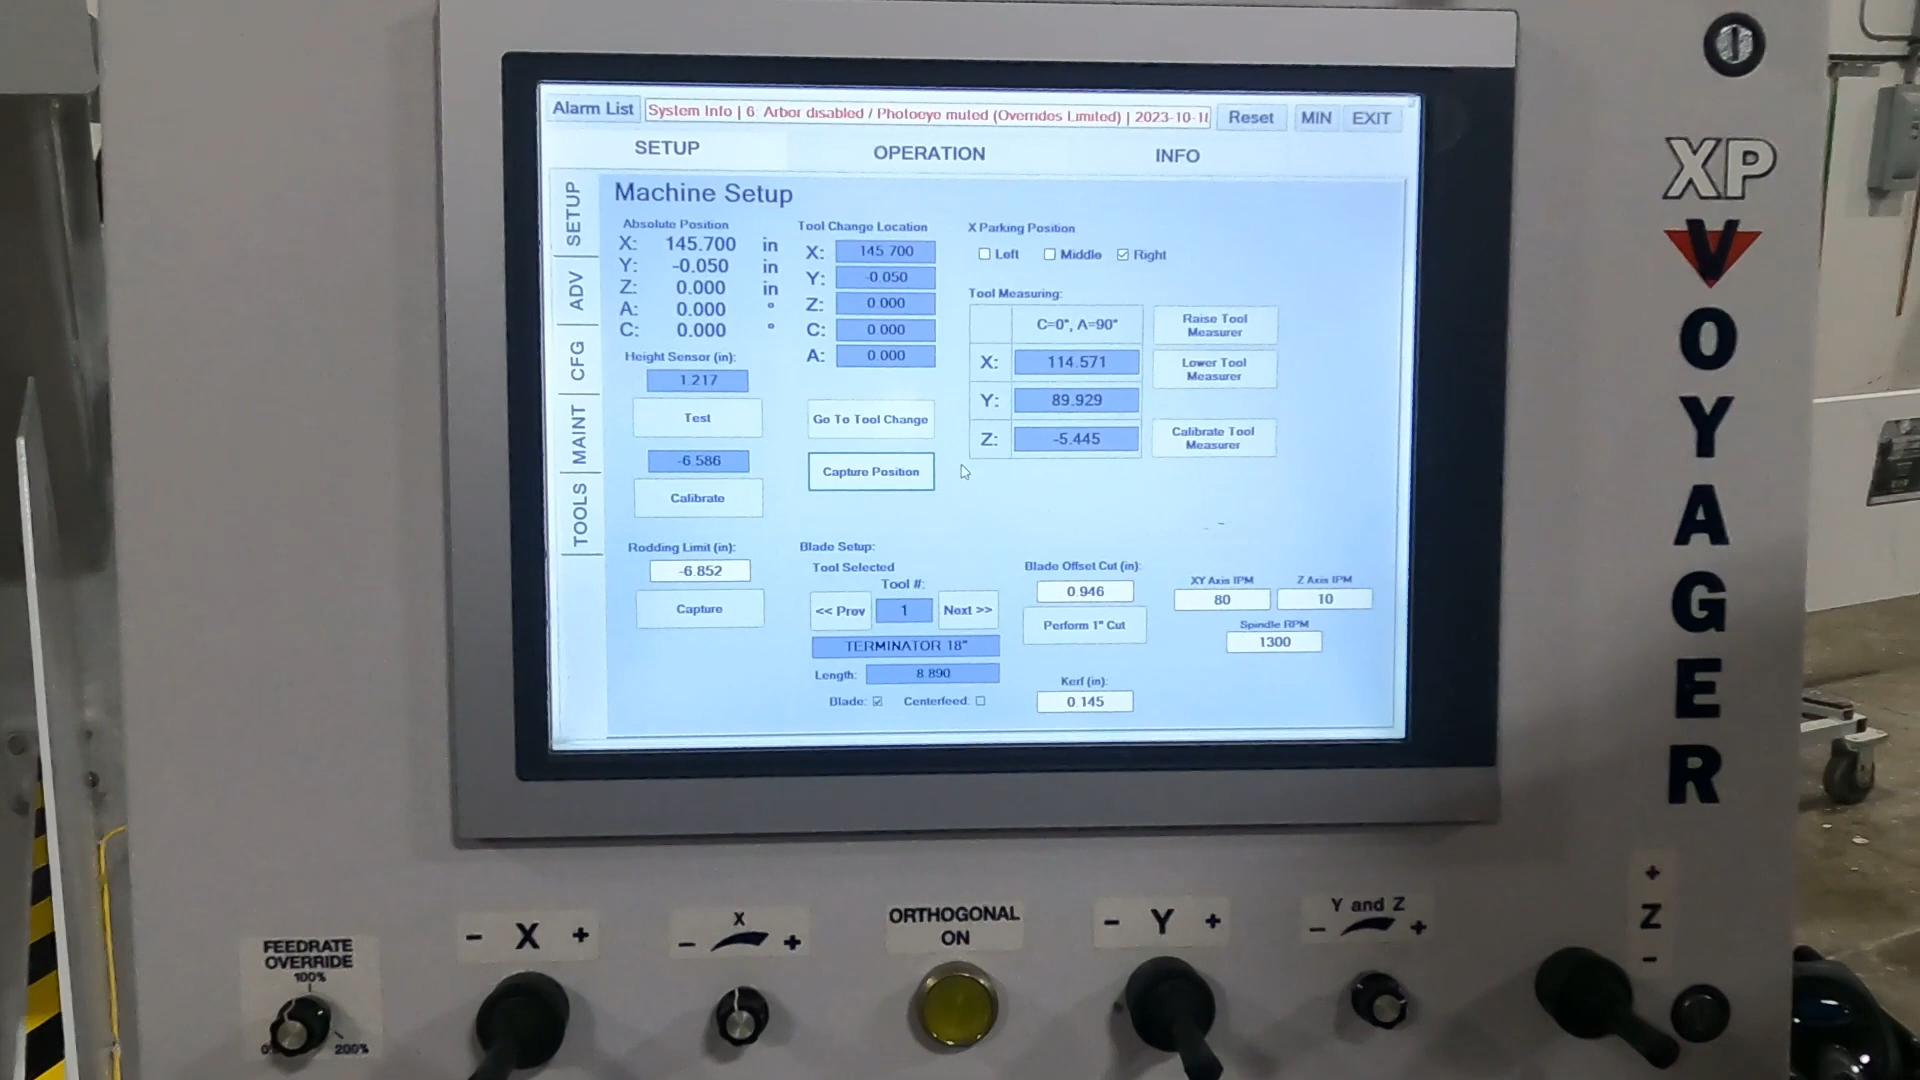 Alarm List
System Info | 6: Arbor disabled / Photoeye muted (Overrides Limited) | 2023-10-18
Reset
MIN
EXIT
SETUP
OPERATION
INFO
SETUP
ADV
CFG
MAINT
TOOLS
Machine Setup
Absolute Position
X: 145.700 in
Y: -0.050 in
Z: 0.000 in
A: 0.000 °
C: 0.000 °
Height Sensor (in):
1.217
Test
-6.586
Calibrate
Rodding Limit (in):
-6.852
Capture
Tool Change Location
X: 145.700
Y: -0.050
Z: 0.000
C: 0.000
A: 0.000
Go To Tool Change
Capture Position
X Parking Position
Left
Middle
Right
Tool Measuring:
C=0°, A=90°
X: 114.571
Y: 89.929
Z: -5.445
Raise Tool
Measurer
Lower Tool
Measurer
Calibrate Tool
Measurer
Blade Setup:
Tool Selected
Tool #:
<< Prev
1
Next >>
TERMINATOR 18"
Length: 8.890
Blade:
Centerfeed:
Blade Offset Cut (in):
0.946
Perform 1" Cut
Kerf (in):
0.145
XY Axis IPM
80
Z Axis IPM
10
Spindle RPM
1300
XP
VOYAGER
FEEDRATE
OVERRIDE
100%
0%
200%
- X +
X
- +
ORTHOGONAL
ON
- Y +
Y and Z
- +
+
Z
-